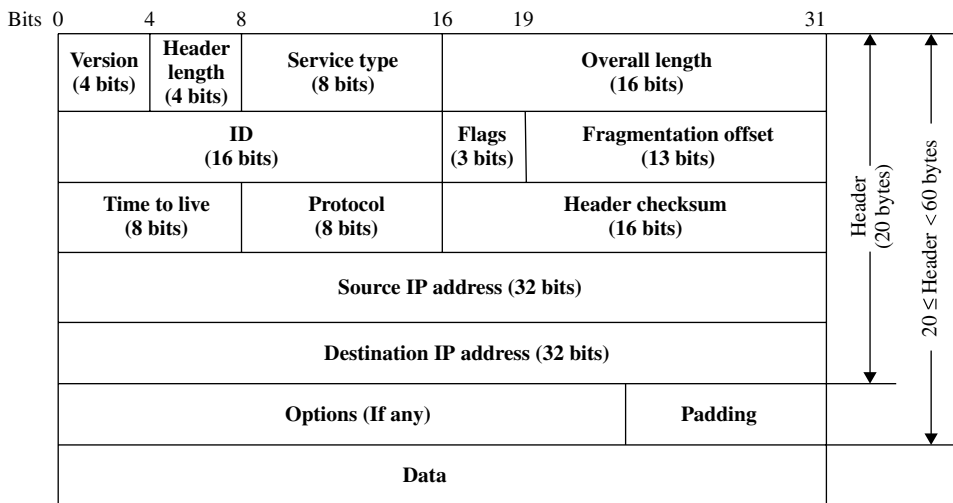 Bits 0 4 8 16 19 31
Version
(4 bits)
Header
length
(4 bits)
Service type
(8 bits)
Overall length
(16 bits)
ID
(16 bits)
Flags
(3 bits)
Fragmentation offset
(13 bits)
Time to live
(8 bits)
Protocol
(8 bits)
Header checksum
(16 bits)
Source IP address (32 bits)
Destination IP address (32 bits)
Options (If any)
Padding
Data
Header
(20 bytes)
20 ≤ Header < 60 bytes